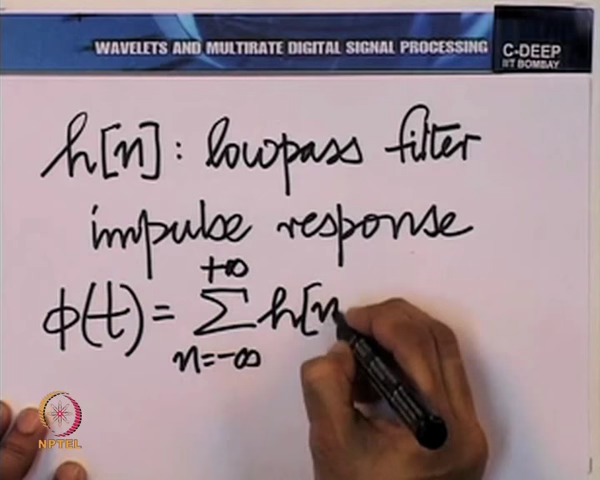 WAVELETS AND MULTIRATE DIGITAL SIGNAL PROCESSING
C-DEEP
IIT BOMBAY
h[n]: lowpass filter
impulse response
+∞
ϕ(t) = Σ h[n
n=-∞
NPTEL